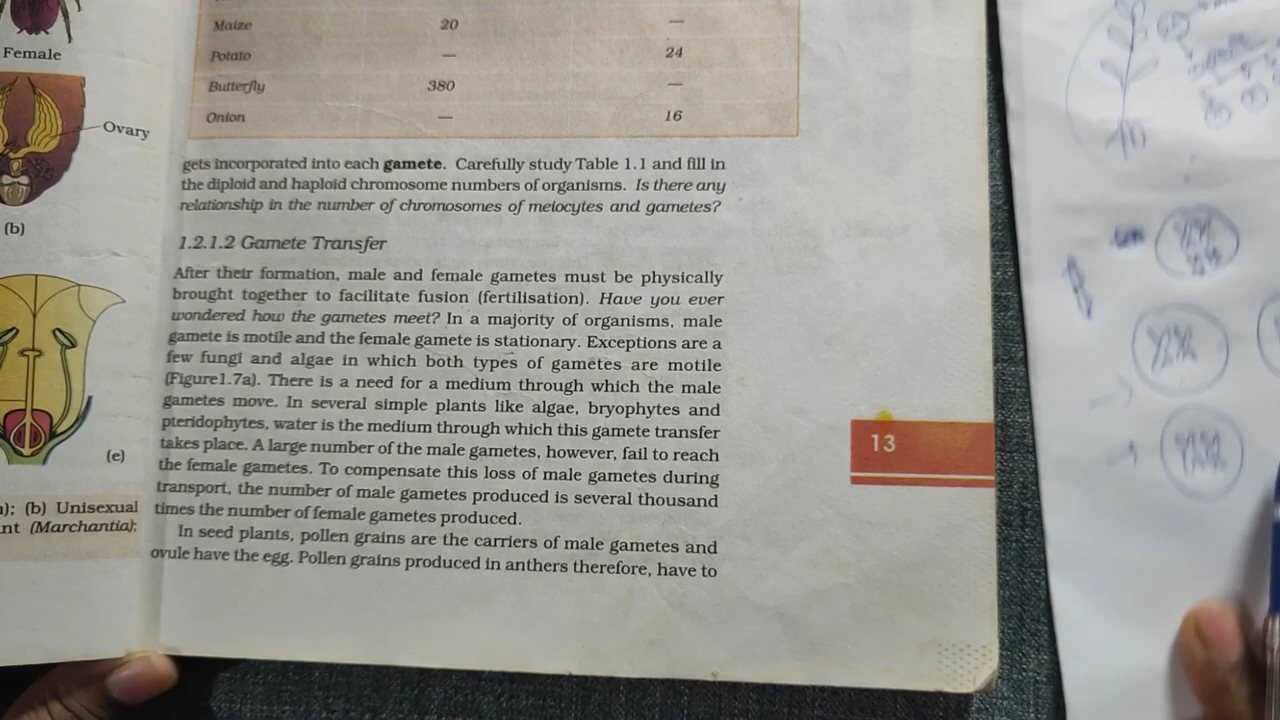 Female
Ovary
(b)
(e)
(b) Unisexual
(Marchantia);
Maize 20 —
Potato — 24
Butterfly 380 —
Onion — 16
gets incorporated into each gamete. Carefully study Table 1.1 and fill in
the diploid and haploid chromosome numbers of organisms. Is there any
relationship in the number of chromosomes of meiocytes and gametes?
1.2.1.2 Gamete Transfer
After their formation, male and female gametes must be physically
brought together to facilitate fusion (fertilisation). Have you ever
wondered how the gametes meet? In a majority of organisms, male
gamete is motile and the female gamete is stationary. Exceptions are a
few fungi and algae in which both types of gametes are motile
(Figure1.7a). There is a need for a medium through which the male
gametes move. In several simple plants like algae, bryophytes and
pteridophytes, water is the medium through which this gamete transfer
takes place. A large number of the male gametes, however, fail to reach
the female gametes. To compensate this loss of male gametes during
transport, the number of male gametes produced is several thousand
times the number of female gametes produced.
In seed plants, pollen grains are the carriers of male gametes and
ovule have the egg. Pollen grains produced in anthers therefore, have to
13